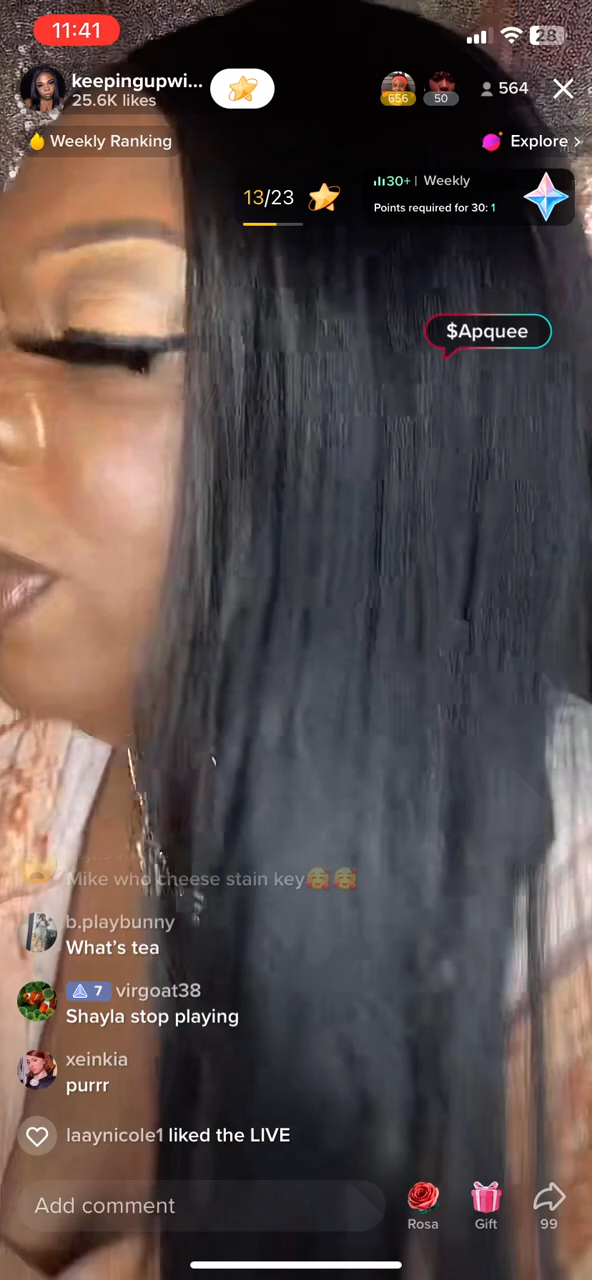 11:41
28
keepingupwi...
25.6K likes
656
50
564
Weekly Ranking
Explore >
13/23
30+ | Weekly
Points required for 30: 1
$Apquee
Mike who cheese stain key🥰🥰
b.playbunny
What's tea
7 virgoat38
Shayla stop playing
xeinkia
purrr
laaynicole1 liked the LIVE
Add comment
Rosa
Gift
99